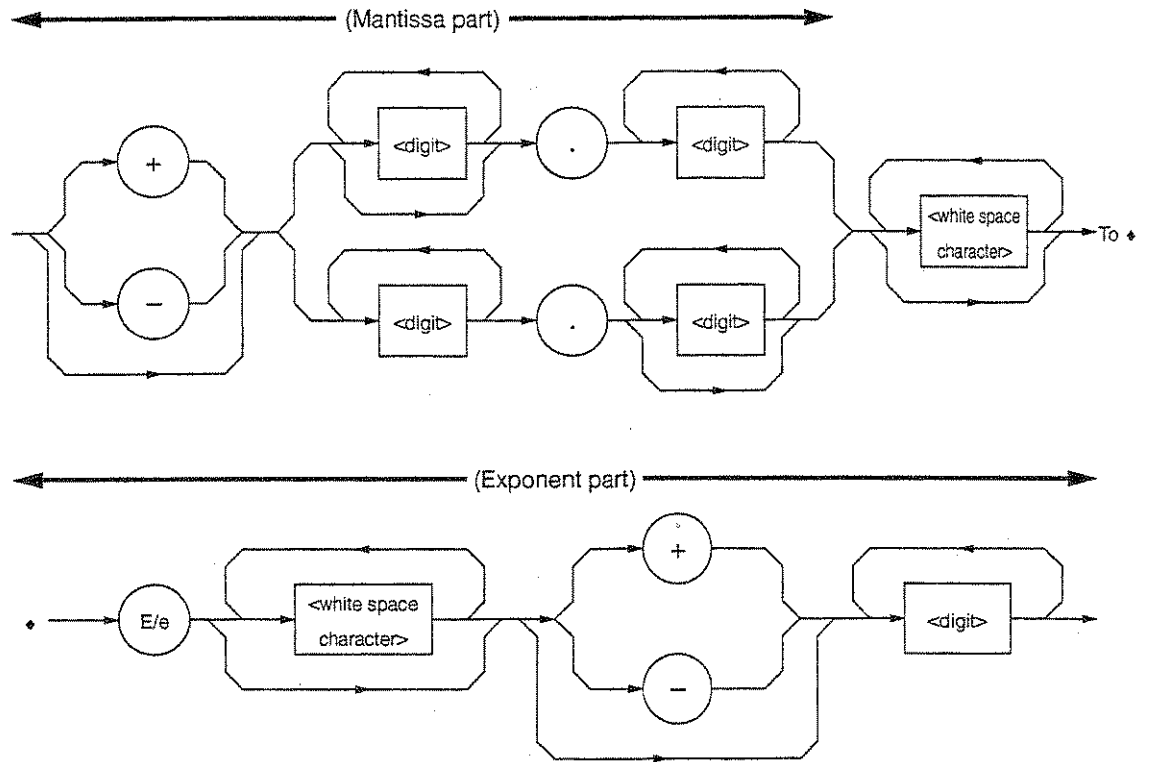 (Mantissa part)
<digit>
.
<digit>
+
<white space
character>
To ♦
−
<digit>
.
<digit>
(Exponent part)
+
♦
E/e
<white space
character>
<digit>
−